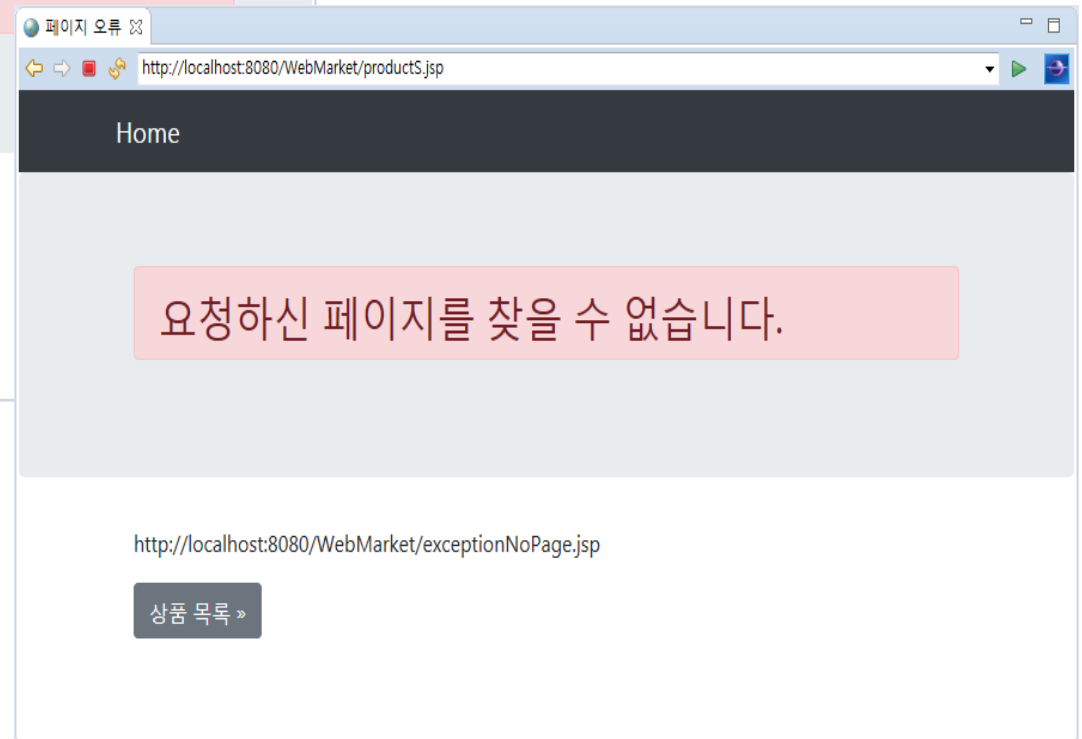 페이지 오류
http://localhost:8080/WebMarket/productS.jsp
Home
요청하신 페이지를 찾을 수 없습니다.
http://localhost:8080/WebMarket/exceptionNoPage.jsp
상품 목록 »